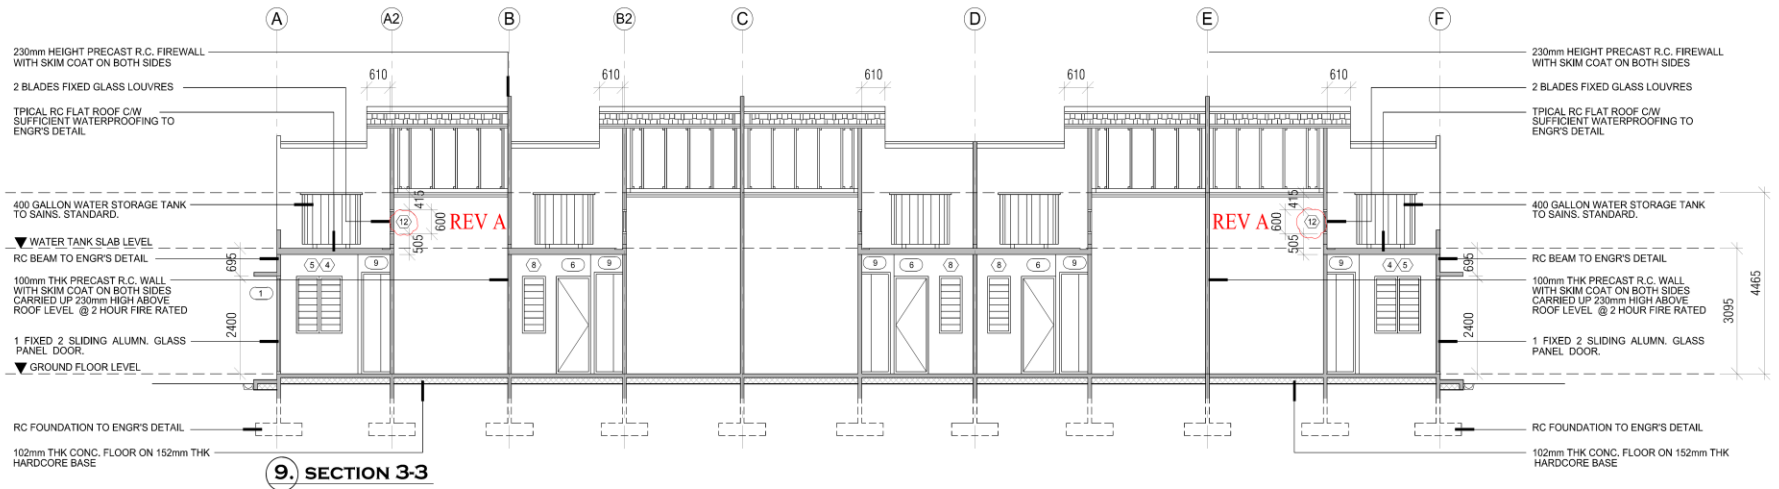 A
A2
B
B2
C
D
E
F
230mm HEIGHT PRECAST R.C. FIREWALL
WITH SKIM COAT ON BOTH SIDES
2 BLADES FIXED GLASS LOUVRES
TPICAL RC FLAT ROOF C/W
SUFFICIENT WATERPROOFING TO
ENGR'S DETAIL
400 GALLON WATER STORAGE TANK
TO SAINS. STANDARD.
WATER TANK SLAB LEVEL
RC BEAM TO ENGR'S DETAIL
100mm THK PRECAST R.C. WALL
WITH SKIM COAT ON BOTH SIDES
CARRIED UP 230mm HIGH ABOVE
ROOF LEVEL @ 2 HOUR FIRE RATED
1 FIXED 2 SLIDING ALUMN. GLASS
PANEL DOOR.
GROUND FLOOR LEVEL
RC FOUNDATION TO ENGR'S DETAIL
102mm THK CONC. FLOOR ON 152mm THK
HARDCORE BASE
610
610
610
610
610
415
600
505
12
REV A
REV A
12
415
600
505
695
2400
1
5 4
9
8
6
9
9
6
8
8
6
9
9
4 5
695
2400
3095
4465
230mm HEIGHT PRECAST R.C. FIREWALL
WITH SKIM COAT ON BOTH SIDES
2 BLADES FIXED GLASS LOUVRES
TPICAL RC FLAT ROOF C/W
SUFFICIENT WATERPROOFING TO
ENGR'S DETAIL
400 GALLON WATER STORAGE TANK
TO SAINS. STANDARD.
RC BEAM TO ENGR'S DETAIL
100mm THK PRECAST R.C. WALL
WITH SKIM COAT ON BOTH SIDES
CARRIED UP 230mm HIGH ABOVE
ROOF LEVEL @ 2 HOUR FIRE RATED
1 FIXED 2 SLIDING ALUMN. GLASS
PANEL DOOR.
RC FOUNDATION TO ENGR'S DETAIL
102mm THK CONC. FLOOR ON 152mm THK
HARDCORE BASE
9. SECTION 3-3